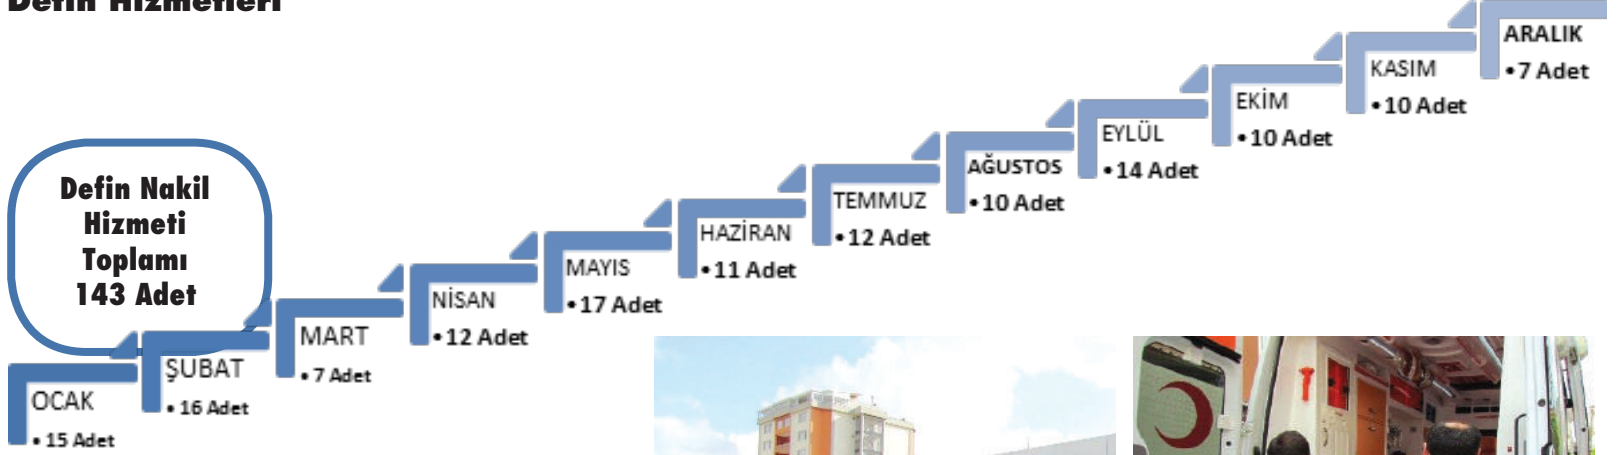 Defin Hizmetleri
Defin Nakil
Hizmeti
Toplamı
143 Adet
OCAK
• 15 Adet
ŞUBAT
• 16 Adet
MART
• 7 Adet
NİSAN
• 12 Adet
MAYIS
• 17 Adet
HAZİRAN
• 11 Adet
TEMMUZ
• 12 Adet
AĞUSTOS
• 10 Adet
EYLÜL
• 14 Adet
EKİM
• 10 Adet
KASIM
• 10 Adet
ARALIK
• 7 Adet